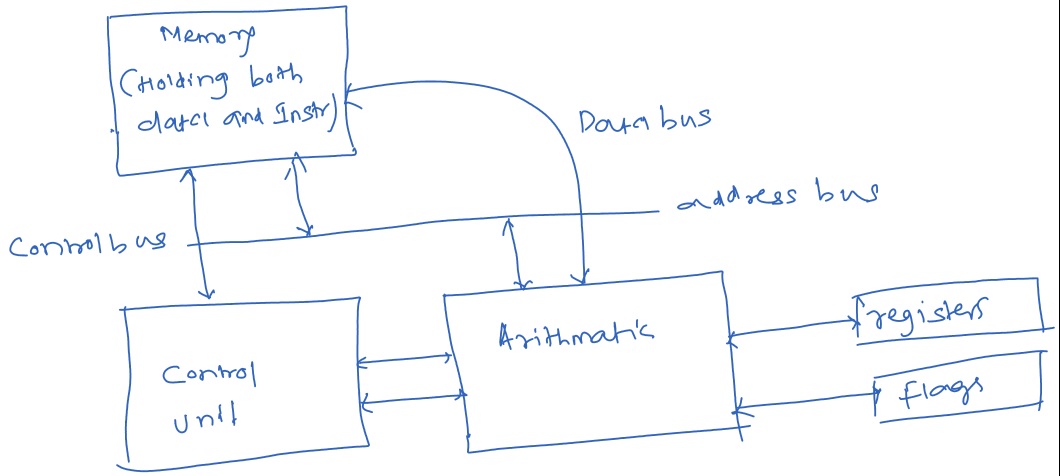 Memory
(Holding both
data and Instr)
Data bus
address bus
Control bus
Control
unit
Arithmatic
registers
flags